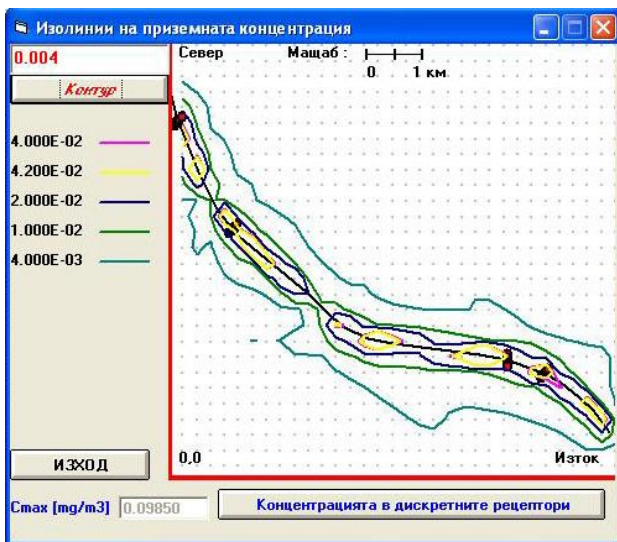 Изолинии на приземната концентрация
0.004
Север Мащаб :
0 1 км
Контур
4.000E-02
4.200E-02
2.000E-02
1.000E-02
4.000E-03
0,0 Изток
ИЗХОД
Cmax [mg/m3] 0.09850 Концентрацията в дискретните рецептори